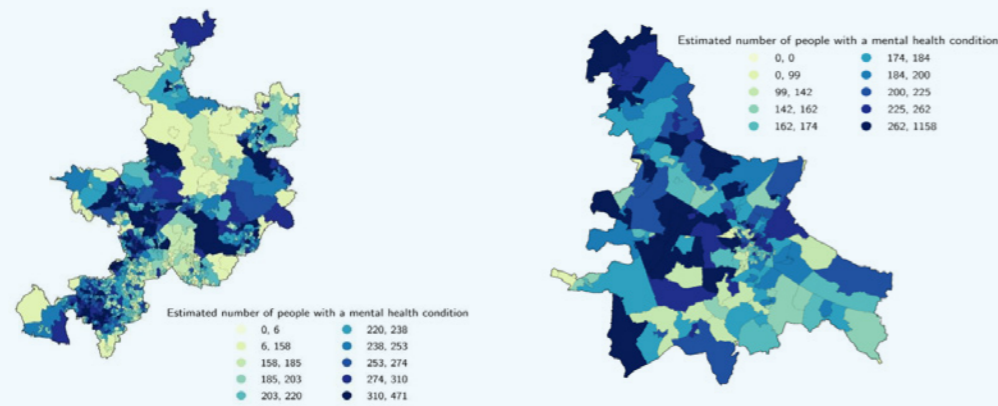 Estimated number of people with a mental health condition
0, 6 220, 238
6, 158 238, 253
158, 185 253, 274
185, 203 274, 310
203, 220 310, 471
Estimated number of people with a mental health condition
0, 0 174, 184
0, 99 184, 200
99, 142 200, 225
142, 162 225, 262
162, 174 262, 1158